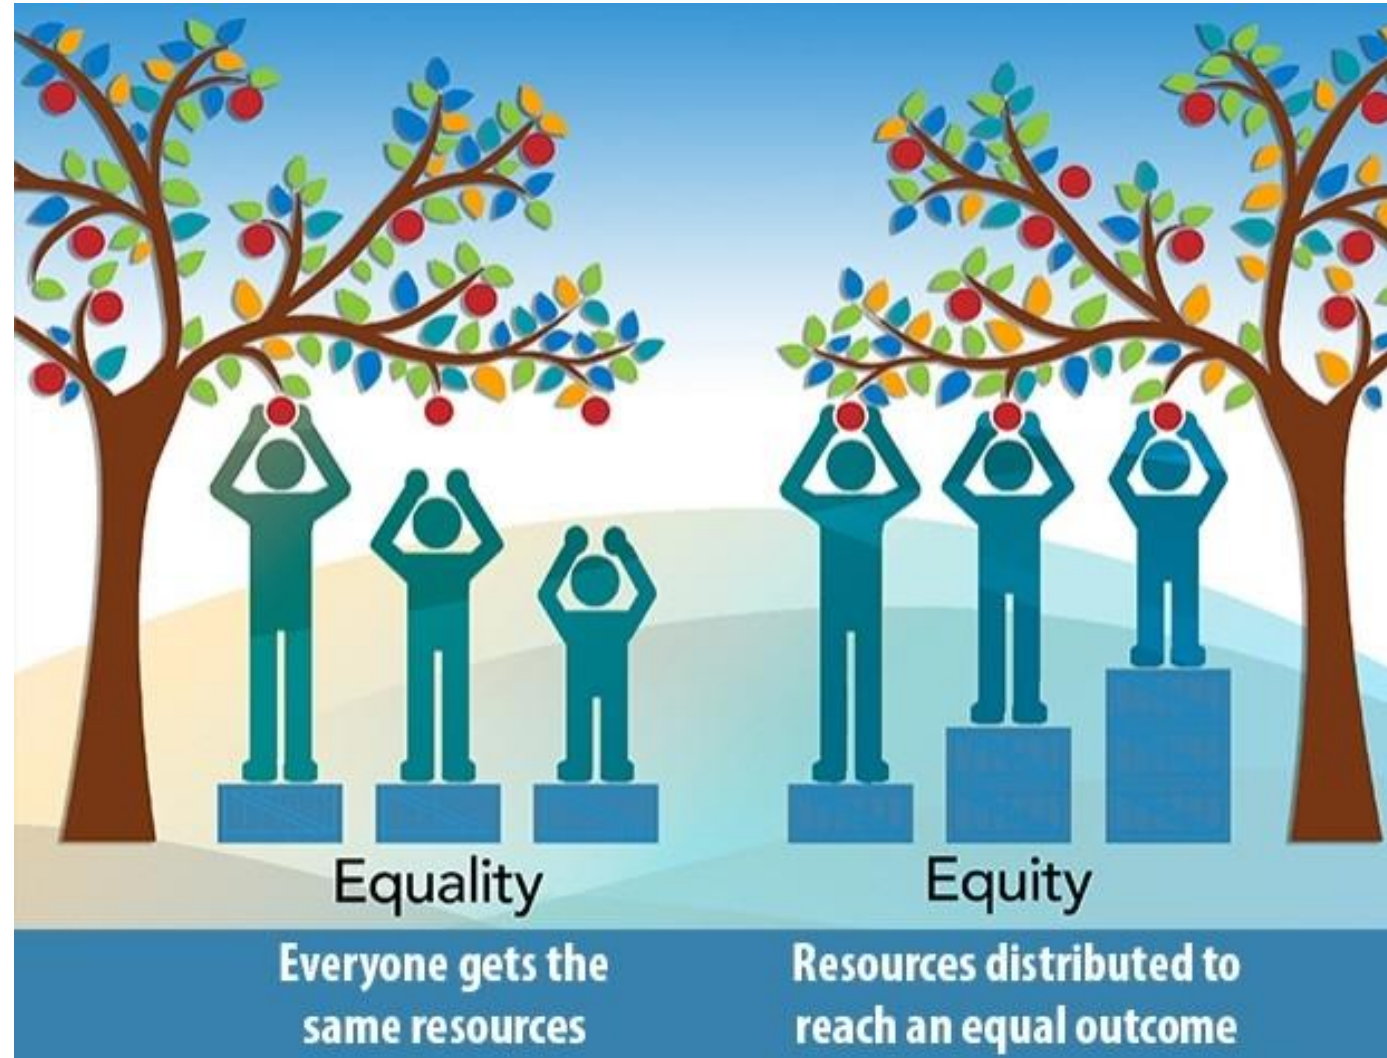 Equality
Equity
Everyone gets the
same resources
Resources distributed to
reach an equal outcome